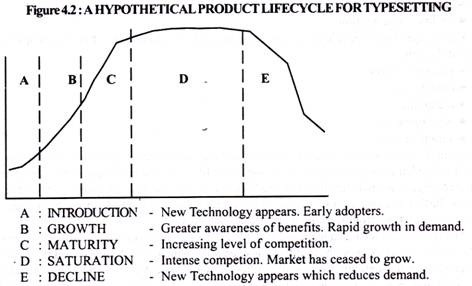 Figure 4.2 : A HYPOTHETICAL PRODUCT LIFECYCLE FOR TYPESETTING
A B C D E
A : INTRODUCTION - New Technology appears. Early adopters.
B : GROWTH - Greater awareness of benefits. Rapid growth in demand.
C : MATURITY - Increasing level of competition.
D : SATURATION - Intense competion. Market has ceased to grow.
E : DECLINE - New Technology appears which reduces demand.